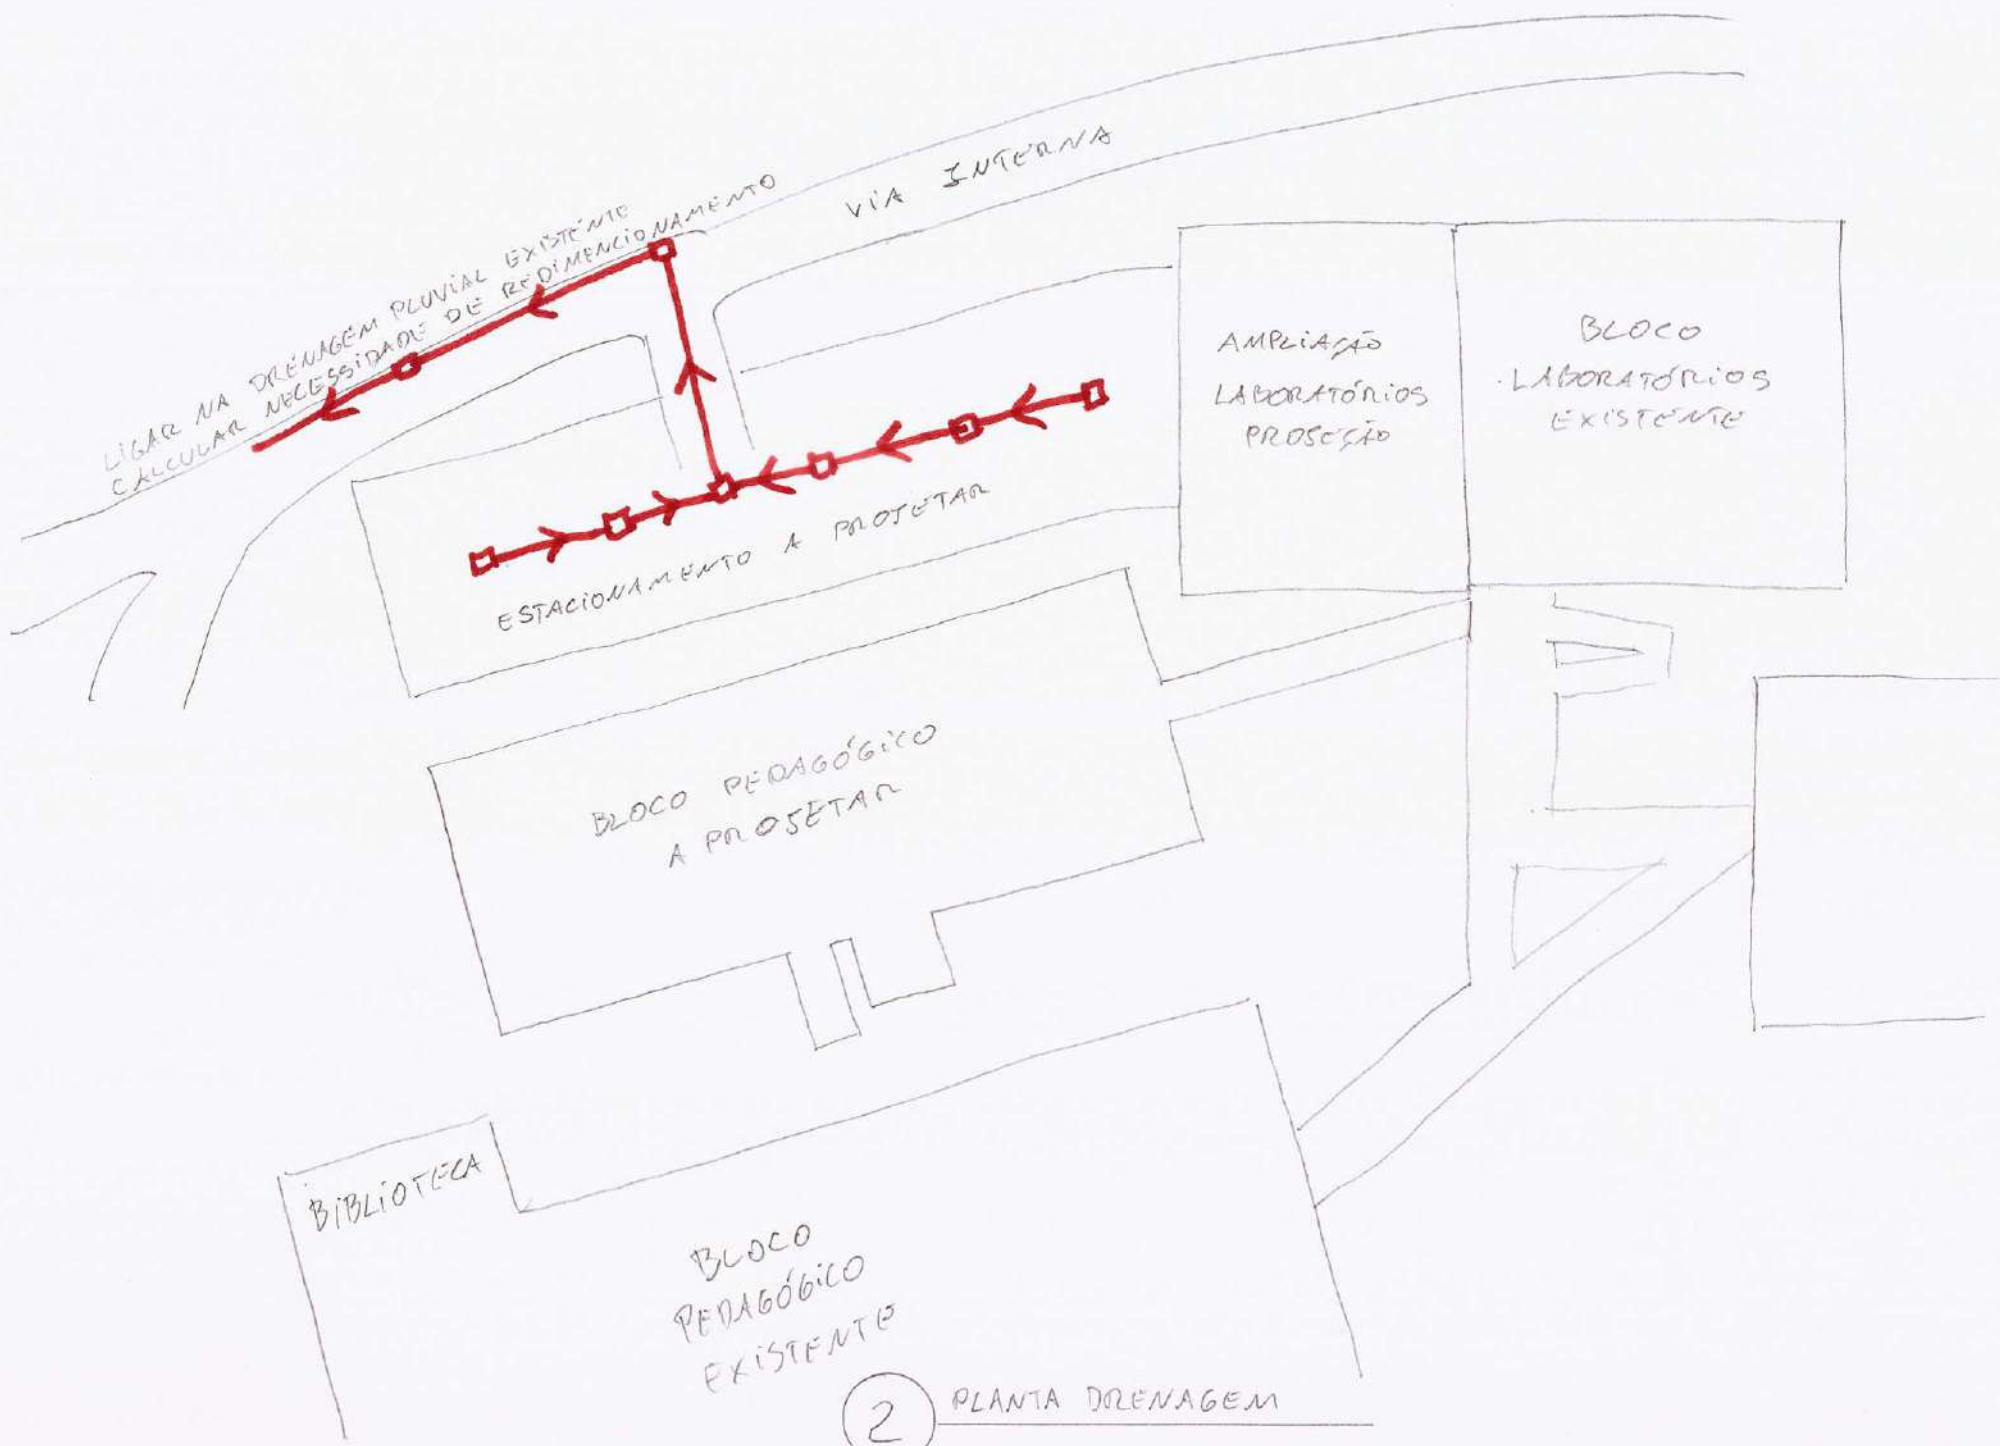 LIGAR NA DRENAGEM PLUVIAL EXISTENTE
CALCULAR NECESSIDADE DE REDIMENCIONAMENTO
VIA INTERNA
AMPLIAÇÃO
LABORATÓRIOS
PROJEÇÃO
BLOCO
LABORATÓRIOS
EXISTENTE
ESTACIONAMENTO A PROJETAR
BLOCO PEDAGÓGICO
A PROJETAR
BIBLIOTECA
BLOCO
PEDAGÓGICO
EXISTENTE
2 PLANTA DRENAGEM